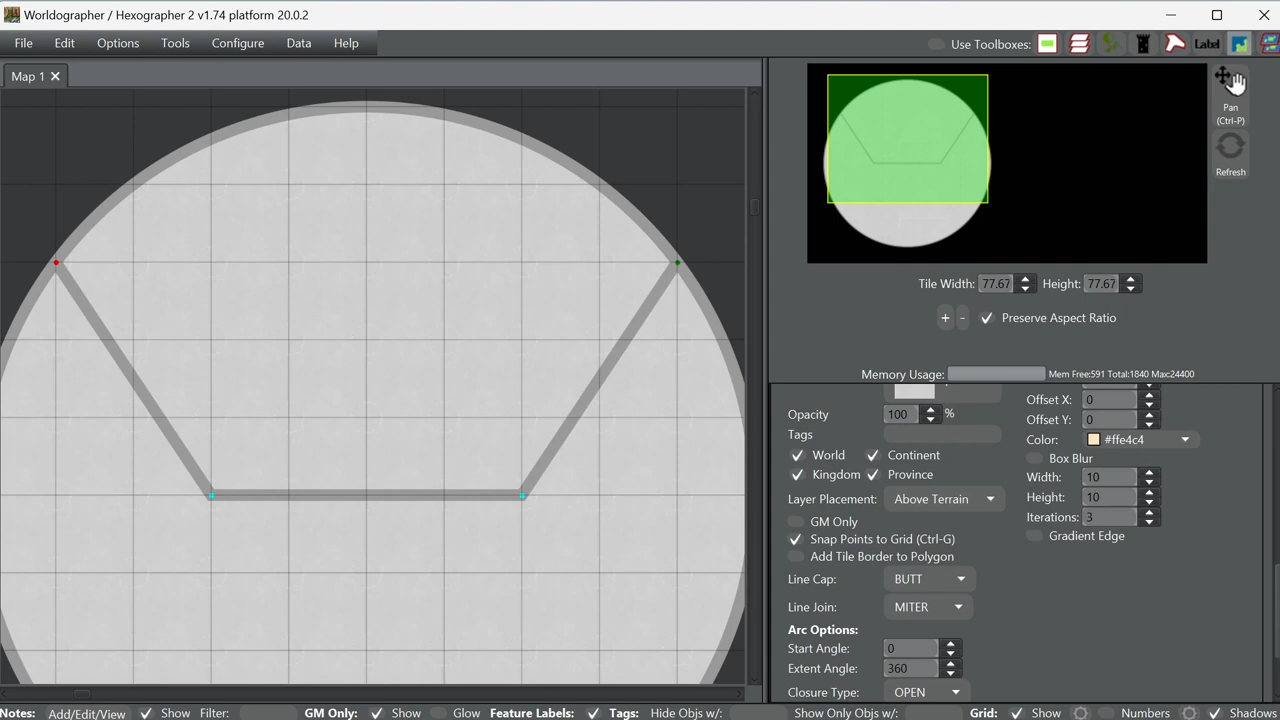 Worldographer / Hexographer 2 v1.74 platform 20.0.2
File Edit Options Tools Configure Data Help
Use Toolboxes: Label
Map 1
Pan
(Ctrl-P)
Refresh
Tile Width: 77.67 Height: 77.67
+ - Preserve Aspect Ratio
Memory Usage: Mem Free:591 Total:1840 Max:24400
Opacity 100 %
Tags
World Continent
Kingdom Province
Layer Placement: Above Terrain
GM Only
Snap Points to Grid (Ctrl-G)
Add Tile Border to Polygon
Line Cap: BUTT
Line Join: MITER
Arc Options:
Start Angle: 0
Extent Angle: 360
Closure Type: OPEN
Offset X: 0
Offset Y: 0
Color: #ffe4c4
Box Blur
Width: 10
Height: 10
Iterations: 3
Gradient Edge
Notes: Add/Edit/View Show Filter: GM Only: Show Glow Feature Labels: Tags: Hide Objs w/: Show Only Objs w/: Grid: Show Numbers Shadows